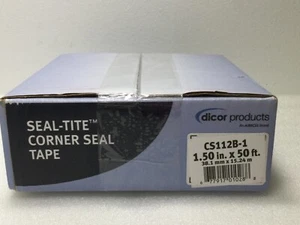 SEAL-TITE™
CORNER SEAL
TAPE
dicor products
CS112B-1
1.50 in. x 50 ft.
38.1 mm x 15.24 m